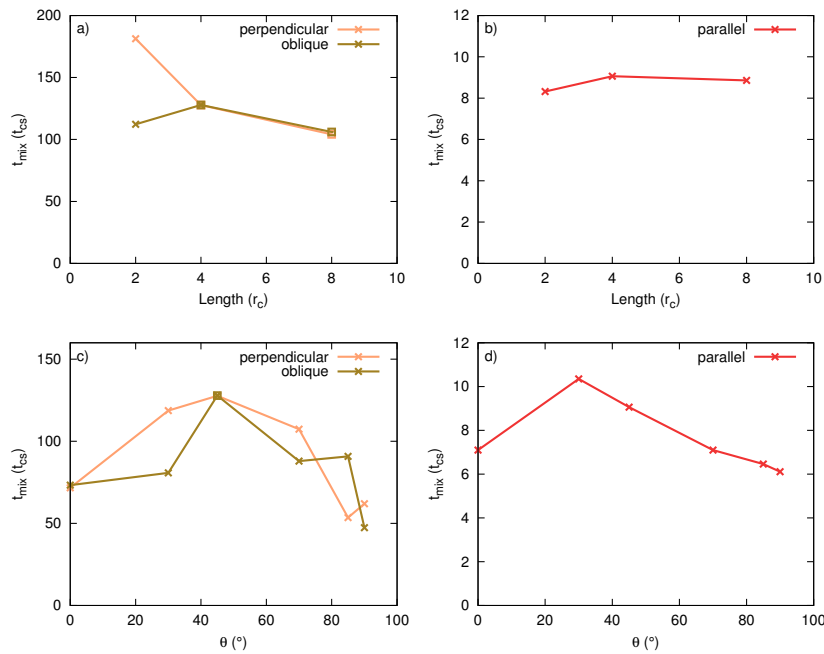 a)
perpendicular
oblique
200
150
100
50
0
t_mix (t_cs)
0 2 4 6 8 10
Length (r_c)
b)
parallel
12
10
8
6
4
2
0
t_mix (t_cs)
0 2 4 6 8 10
Length (r_c)
c)
perpendicular
oblique
150
100
50
0
t_mix (t_cs)
0 20 40 60 80 100
θ (°)
d)
parallel
12
10
8
6
4
2
0
t_mix (t_cs)
0 20 40 60 80 100
θ (°)